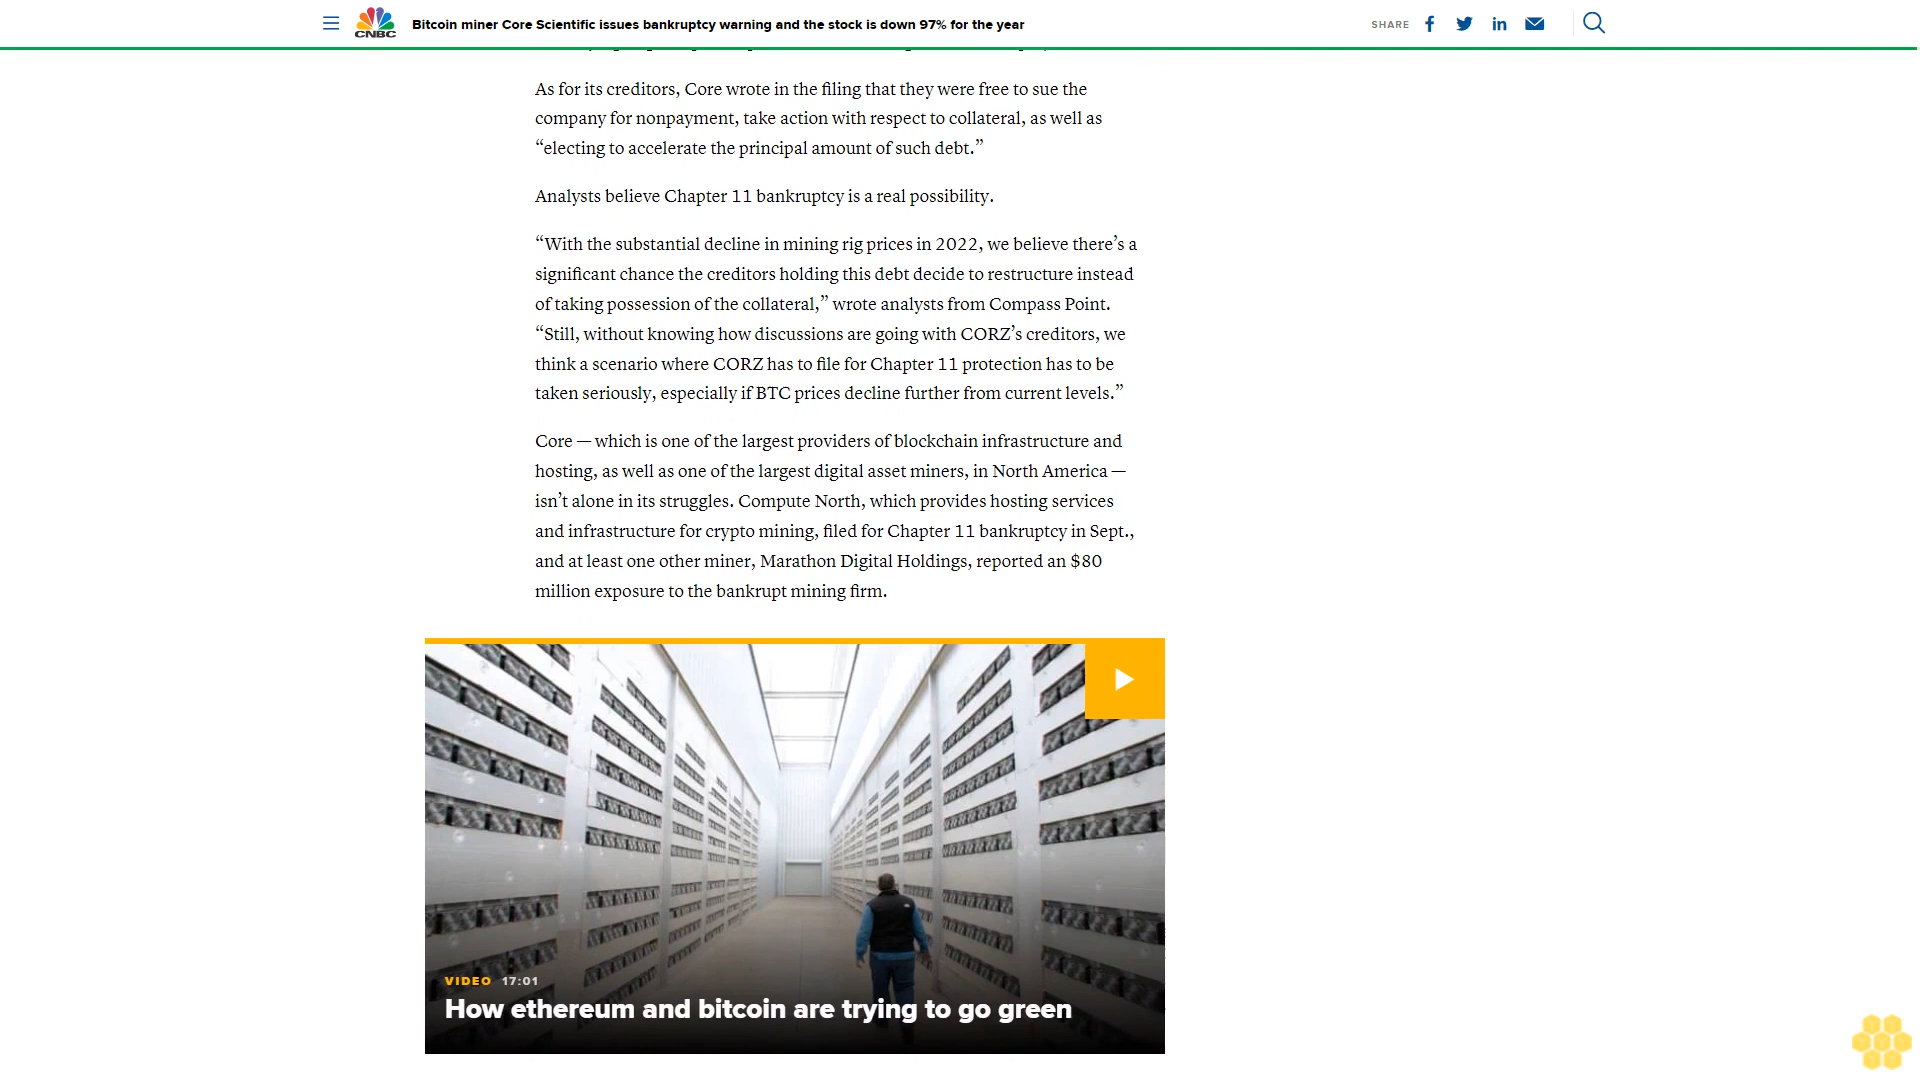 CNBC
Bitcoin miner Core Scientific issues bankruptcy warning and the stock is down 97% for the year
SHARE
As for its creditors, Core wrote in the filing that they were free to sue the
company for nonpayment, take action with respect to collateral, as well as
“electing to accelerate the principal amount of such debt.”
Analysts believe Chapter 11 bankruptcy is a real possibility.
“With the substantial decline in mining rig prices in 2022, we believe there’s a
significant chance the creditors holding this debt decide to restructure instead
of taking possession of the collateral,” wrote analysts from Compass Point.
“Still, without knowing how discussions are going with CORZ’s creditors, we
think a scenario where CORZ has to file for Chapter 11 protection has to be
taken seriously, especially if BTC prices decline further from current levels.”
Core — which is one of the largest providers of blockchain infrastructure and
hosting, as well as one of the largest digital asset miners, in North America —
isn’t alone in its struggles. Compute North, which provides hosting services
and infrastructure for crypto mining, filed for Chapter 11 bankruptcy in Sept.,
and at least one other miner, Marathon Digital Holdings, reported an $80
million exposure to the bankrupt mining firm.
VIDEO 17:01
How ethereum and bitcoin are trying to go green